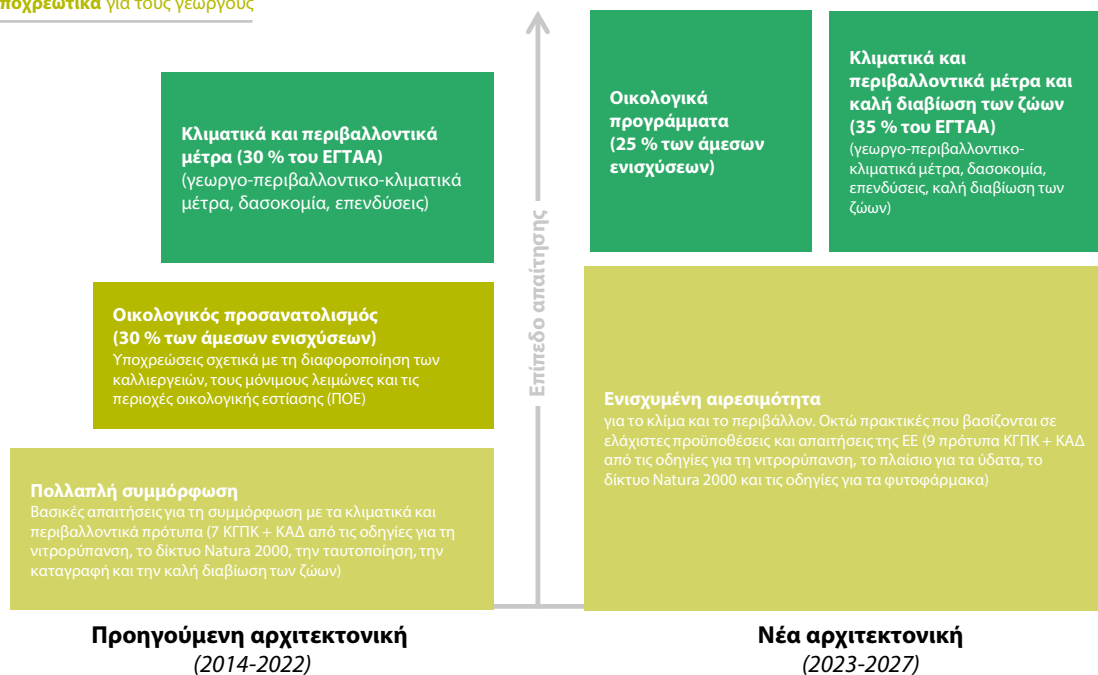 για τους γεωργούς
Κλιματικά και περιβαλλοντικά
μέτρα (30 % του ΕΓΤΑΑ)
(γεωργο-περιβαλλοντικο-κλιματικά
μέτρα, δασοκομία, επενδύσεις)
Οικολογικός προσανατολισμός
(30 % των άμεσων ενισχύσεων)
Υποχρεώσεις σχετικά με τη διαφοροποίηση των
καλλιεργειών, τους μόνιμους λειμώνες και τις
περιοχές οικολογικής εστίασης (ΠΟΕ)
Πολλαπλή συμμόρφωση
Βασικές απαιτήσεις για τη συμμόρφωση με τα κλιματικά και
περιβαλλοντικά πρότυπα (7 ΚΓΠΚ + ΚΑΔ από τις οδηγίες για τη
νιτρορύπανση, το δίκτυο Natura 2000, την ταυτοποίηση, την
καταγραφή και την καλή διαβίωση των ζώων)
Προηγούμενη αρχιτεκτονική
(2014-2022)
Επίπεδο απαίτησης
Οικολογικά
προγράμματα
(25 % των άμεσων
ενισχύσεων)
Κλιματικά και
περιβαλλοντικά μέτρα και
καλή διαβίωση των ζώων
(35 % του ΕΓΤΑΑ)
(γεωργο-περιβαλλοντικο-
κλιματικά μέτρα, δασοκομία,
επενδύσεις, καλή διαβίωση των
ζώων)
Ενισχυμένη αιρεσιμότητα
για το κλίμα και το περιβάλλον. Οκτώ πρακτικές που βασίζονται σε
ελάχιστες προϋποθέσεις και απαιτήσεις της ΕΕ (9 πρότυπα ΚΓΠΚ + ΚΑΔ
από τις οδηγίες για τη νιτρορύπανση, το πλαίσιο για τα ύδατα, το
δίκτυο Natura 2000 και τις οδηγίες για τα φυτοφάρμακα)
Νέα αρχιτεκτονική
(2023-2027)